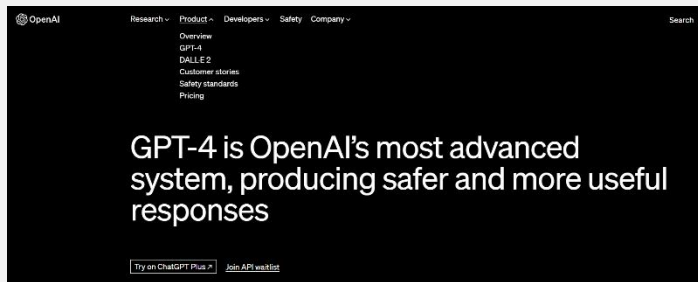 OpenAI
Research Product Developers Safety Company Search
Overview
GPT-4
DALL·E 2
Customer stories
Safety standards
Pricing
GPT-4 is OpenAI's most advanced
system, producing safer and more useful
responses
Try on ChatGPT Plus ↗ Join API waitlist